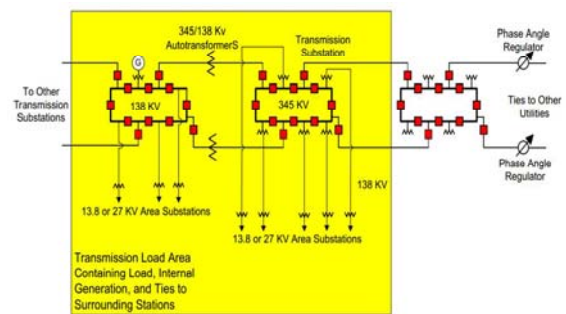 345/138 Kv
AutotransformerS
Transmission
Substation
Phase Angle
Regulator
G
To Other
Transmission
Substations
138 KV
345 KV
Ties to Other
Utilities
Phase Angle
Regulator
138 KV
13.8 or 27 KV Area Substations
13.8 or 27 KV Area Substations
Transmission Load Area
Containing Load, Internal
Generation, and Ties to
Surrounding Stations